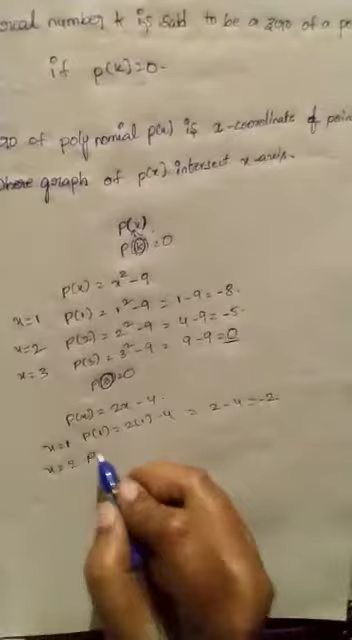 real number k is said to be a zero of a po
if p(k)=0.
ro of polynomial p(x) is x-coordinate of poin
where graph of p(x) intersect x-axis.
p(x)
p(k)=0
p(x) = x²-9
x=1 p(1) = 1²-9 = 1-9 = -8.
x=2 p(2) = 2²-9 = 4-9 = -5.
x=3 p(3) = 3²-9 = 9-9 = 0
p(3)=0
p(x) = 2x-4.
x=1 p(1) = 2(1)-4 = 2-4 = -2
x=2 p